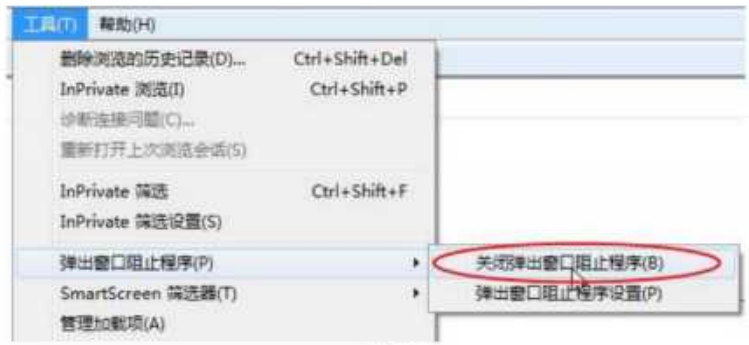 工具(T) 帮助(H)
删除浏览的历史记录(D)... Ctrl+Shift+Del
InPrivate 浏览(I) Ctrl+Shift+P
诊断连接问题(C)...
重新打开上次浏览会话(S)
InPrivate 筛选 Ctrl+Shift+F
InPrivate 筛选设置(S)
弹出窗口阻止程序(P)
关闭弹出窗口阻止程序(B)
SmartScreen 筛选器(T)
弹出窗口阻止程序设置(P)
管理加载项(A)